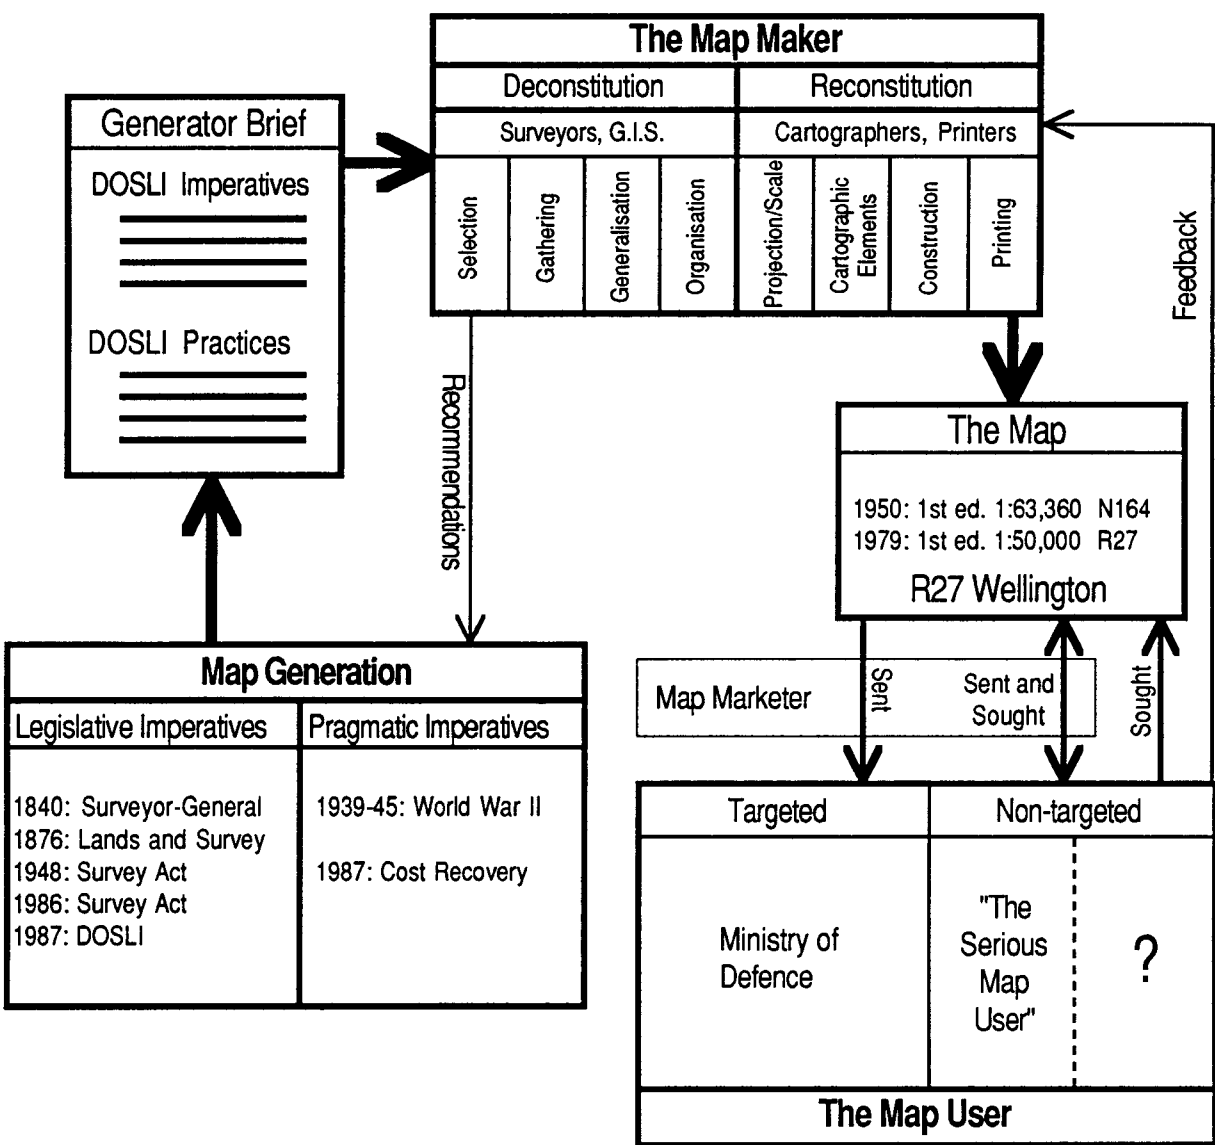 The Map Maker
Deconstitution
Reconstitution
Surveyors, G.I.S.
Cartographers, Printers
Selection
Gathering
Generalisation
Organisation
Projection/Scale
Cartographic
Elements
Construction
Printing
Generator Brief
DOSLI Imperatives
DOSLI Practices
Recommendations
Feedback
The Map
1950: 1st ed. 1:63,360 N164
1979: 1st ed. 1:50,000 R27
R27 Wellington
Map Generation
Legislative Imperatives
Pragmatic Imperatives
1840: Surveyor-General
1876: Lands and Survey
1948: Survey Act
1986: Survey Act
1987: DOSLI
1939-45: World War II
1987: Cost Recovery
Map Marketer
Sent
Sent and
Sought
Sought
Targeted
Non-targeted
Ministry of
Defence
"The
Serious
Map
User"
?
The Map User